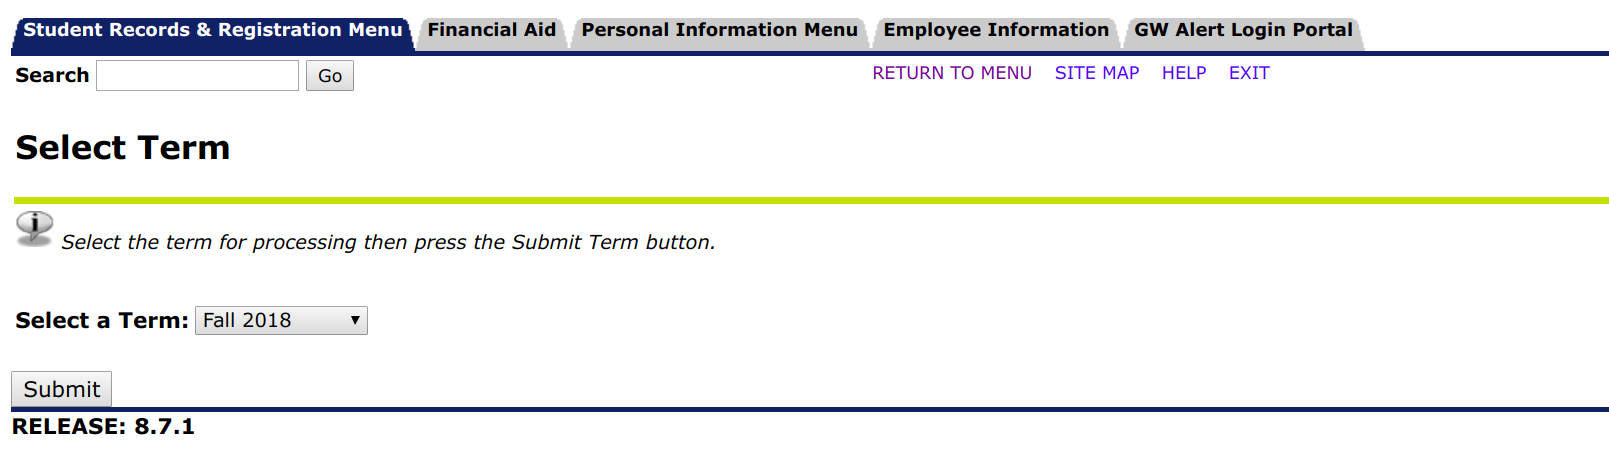 Student Records & Registration Menu Financial Aid Personal Information Menu Employee Information GW Alert Login Portal
Search Go RETURN TO MENU SITE MAP HELP EXIT
Select Term
i Select the term for processing then press the Submit Term button.
Select a Term: Fall 2018
Submit
RELEASE: 8.7.1